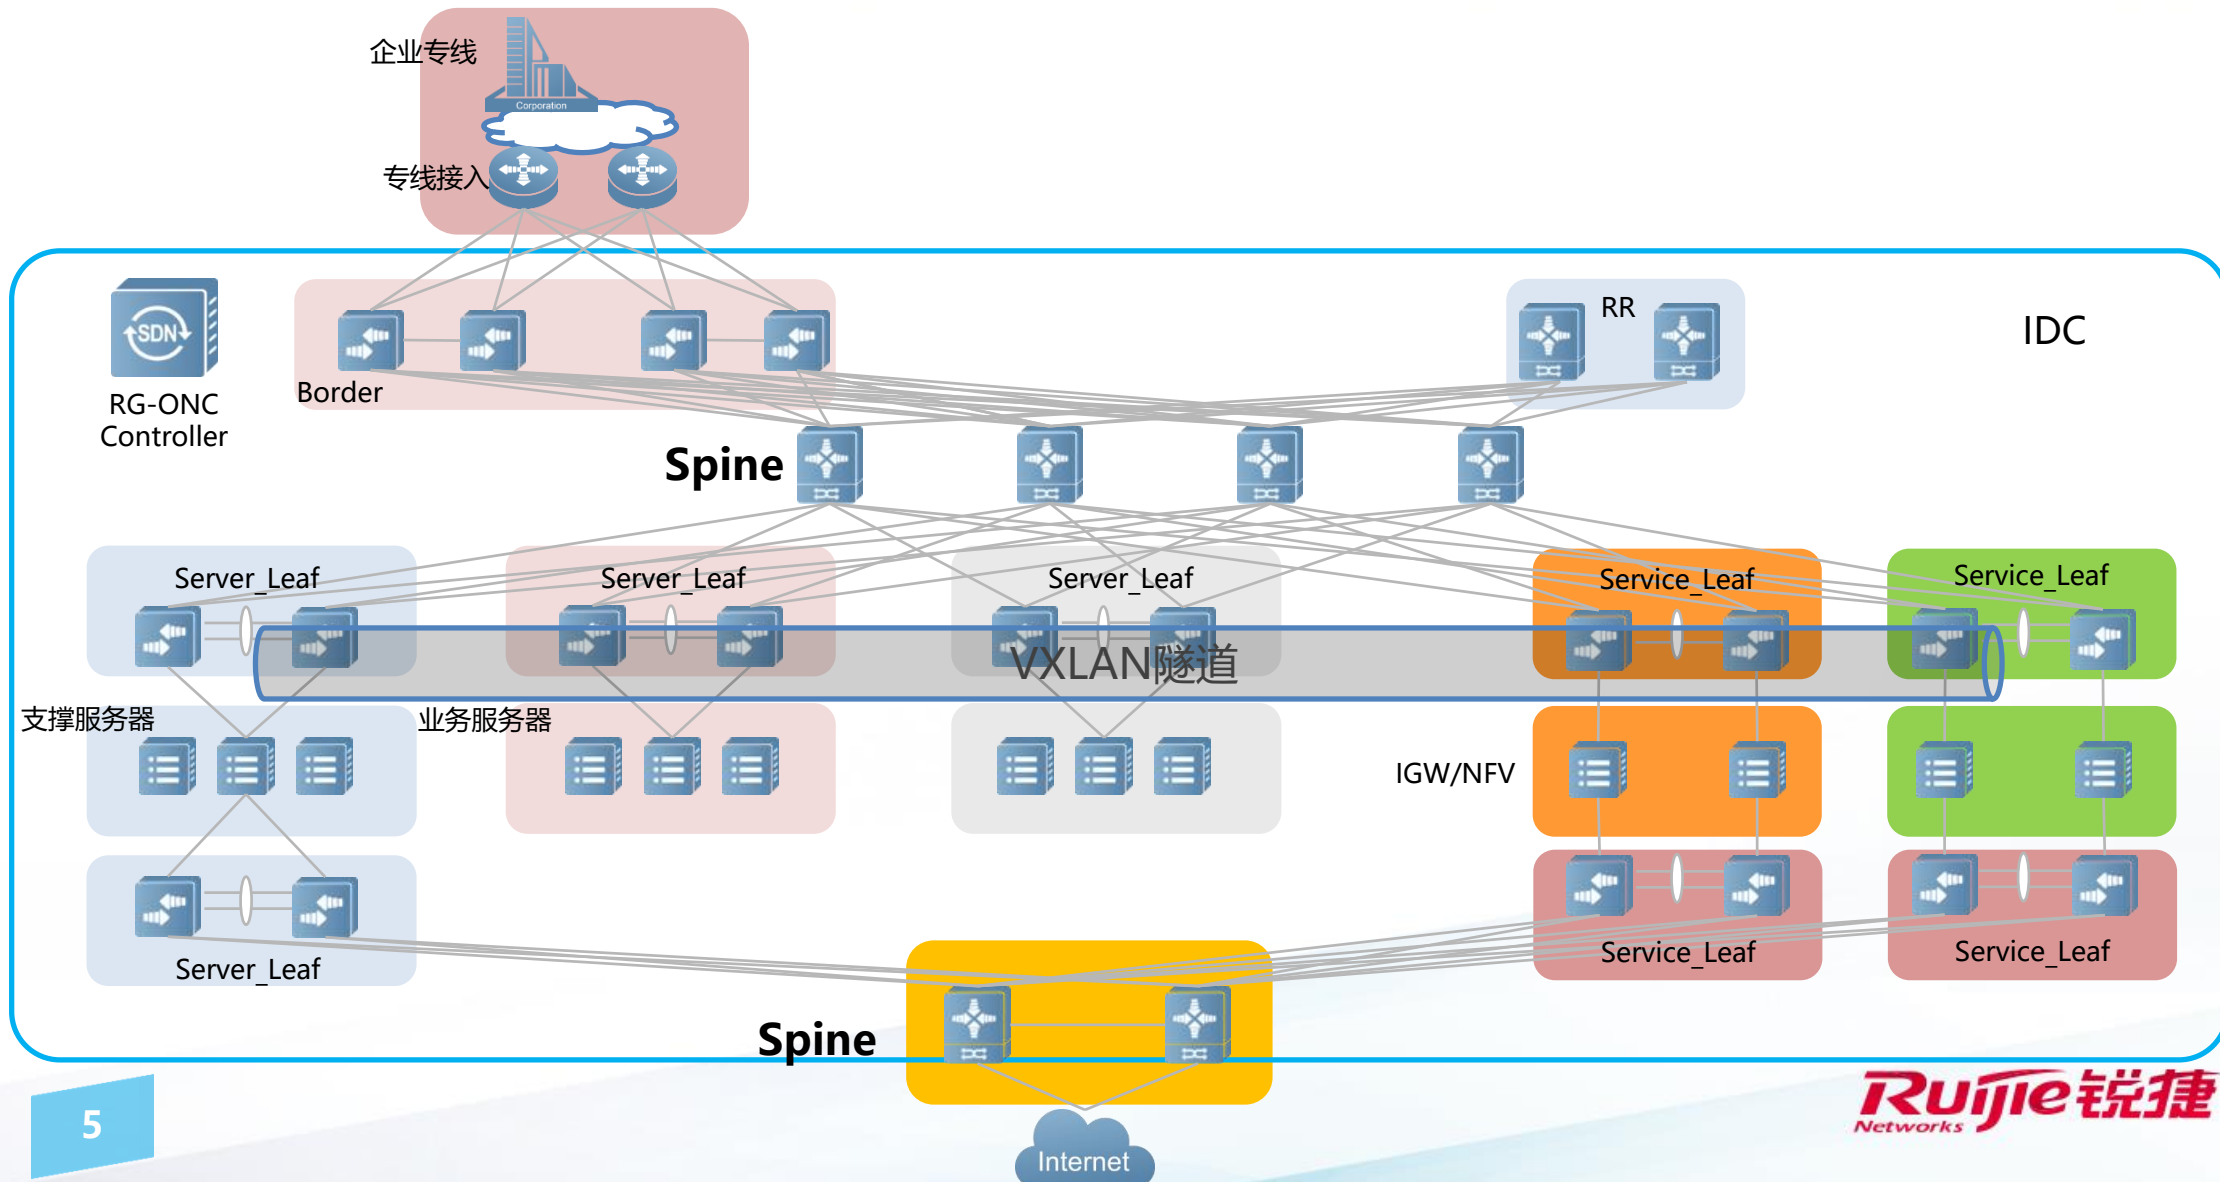 企业专线
Corporation
专线接入
SDN
RG-ONC
Controller
Border
RR
IDC
Spine
Server_Leaf
Server_Leaf
Server_Leaf
Service_Leaf
Service_Leaf
VXLAN隧道
支撑服务器
业务服务器
IGW/NFV
Server_Leaf
Service_Leaf
Service_Leaf
Spine
Internet
5
Ruijie锐捷
Networks